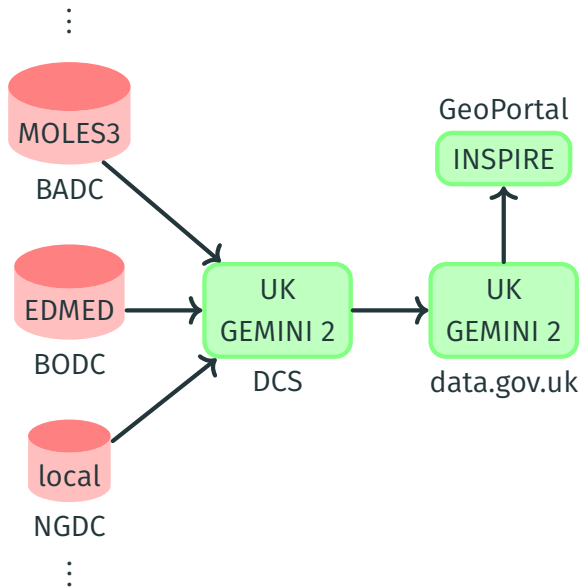 MOLES3
BADC
EDMED
BODC
local
NGDC
UK
GEMINI 2
DCS
GeoPortal
INSPIRE
UK
GEMINI 2
data.gov.uk